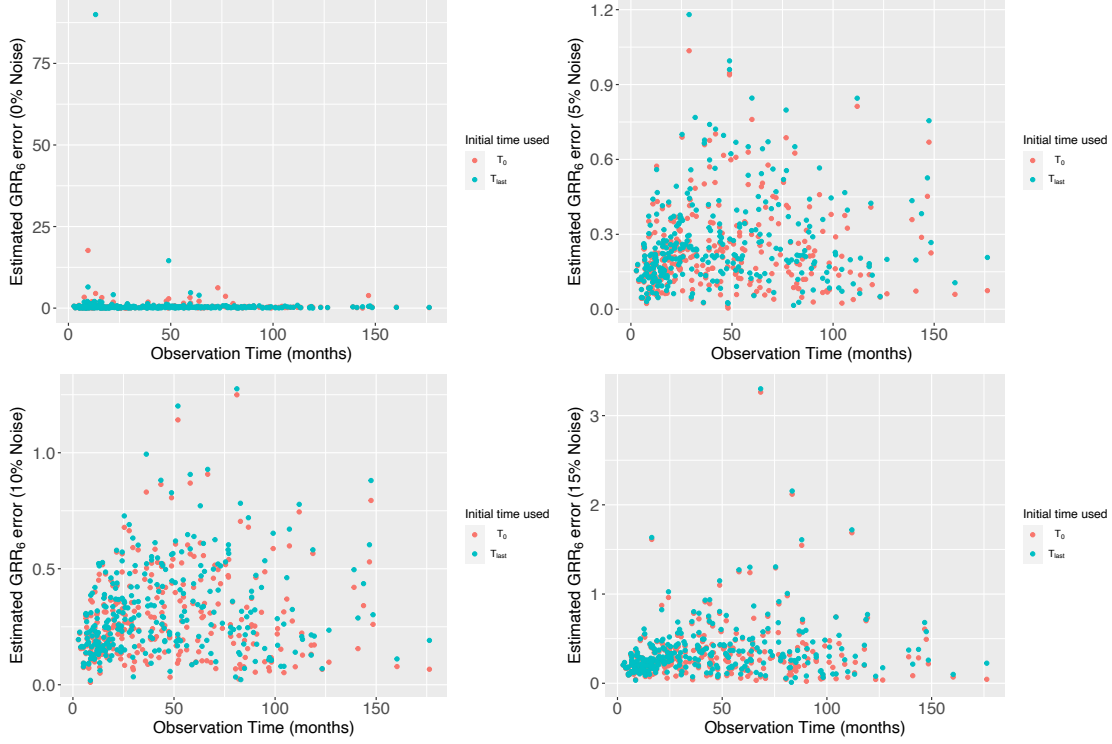 Estimated GRR6 error (0% Noise)
75
50
25
0
0
50
100
150
Observation Time (months)
Initial time used
T0
Tlast
Estimated GRR6 error (5% Noise)
1.2
0.9
0.6
0.3
0.0
0
50
100
150
Observation Time (months)
Initial time used
T0
Tlast
Estimated GRR6 error (10% Noise)
1.0
0.5
0.0
0
50
100
150
Observation Time (months)
Initial time used
T0
Tlast
Estimated GRR6 error (15% Noise)
3
2
1
0
0
50
100
150
Observation Time (months)
Initial time used
T0
Tlast